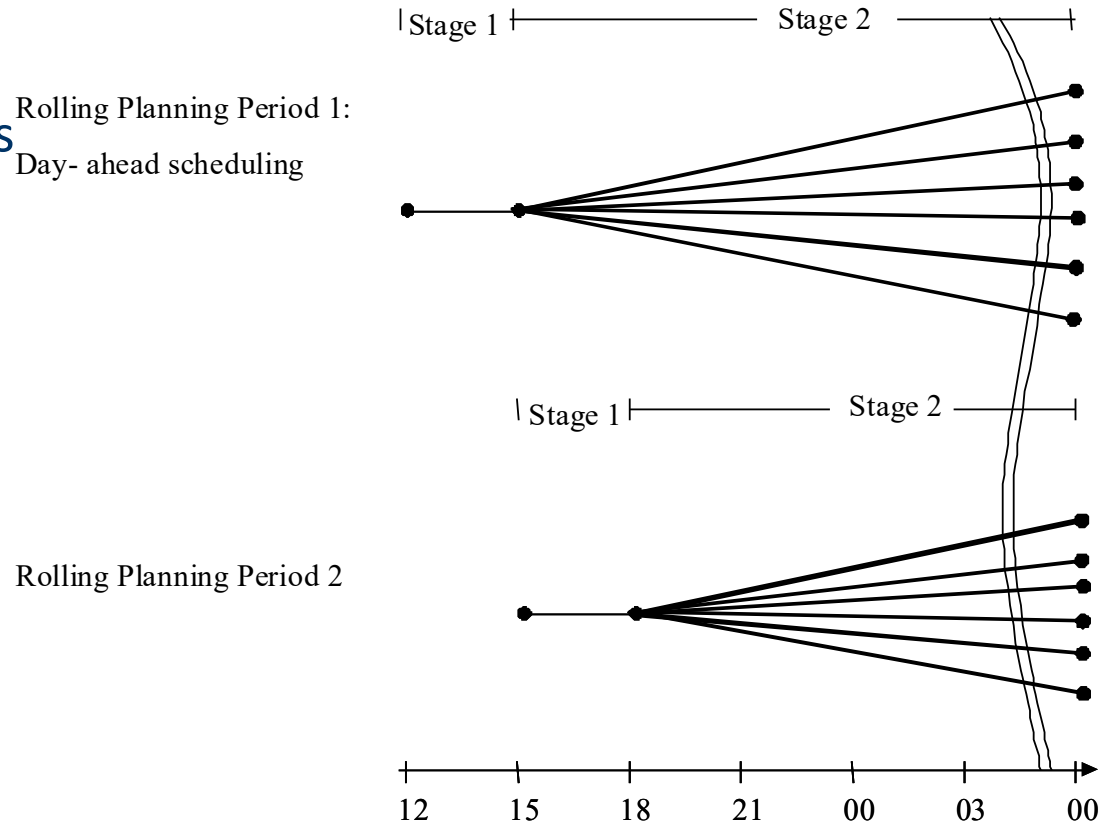 Stage 1 Stage 2
Rolling Planning Period 1:
s
Day- ahead scheduling
Stage 1 Stage 2
Rolling Planning Period 2
12 15 18 21 00 03 00